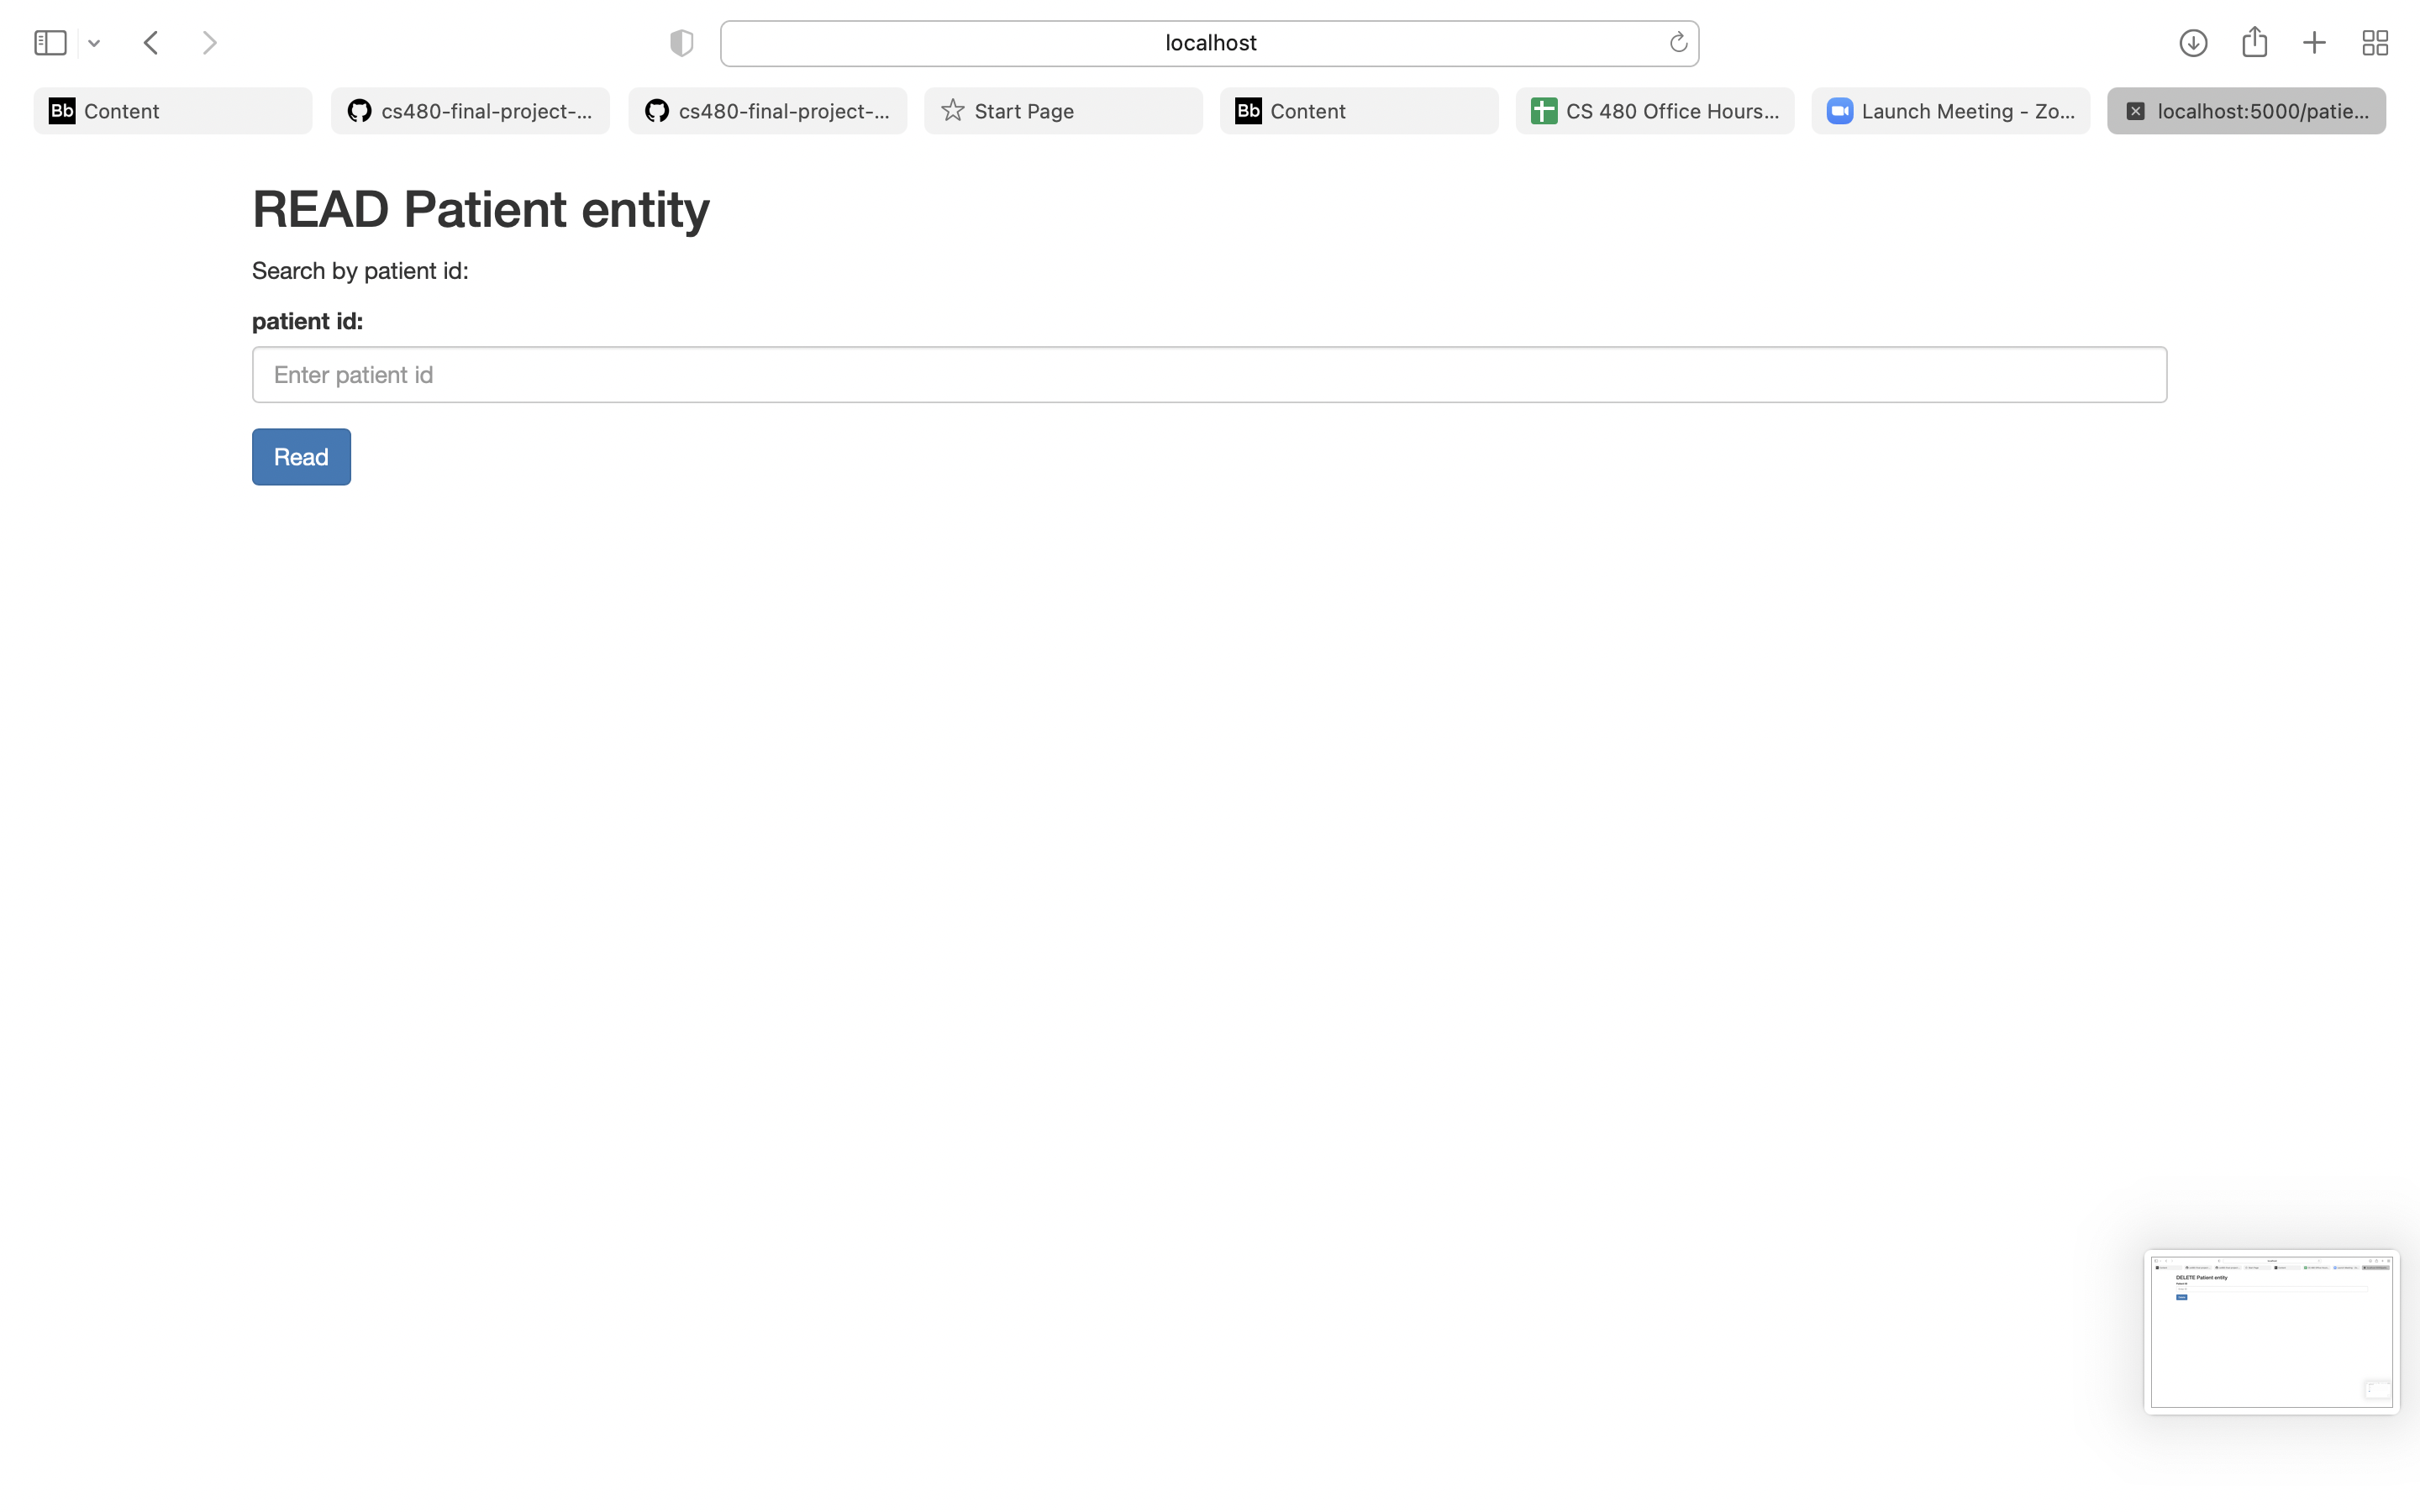 localhost
Bb Content
cs480-final-project-...
cs480-final-project-...
Start Page
Bb Content
CS 480 Office Hours...
Launch Meeting - Zo...
localhost:5000/patie...
READ Patient entity
Search by patient id:
patient id:
Enter patient id
Read
DELETE Patient entity